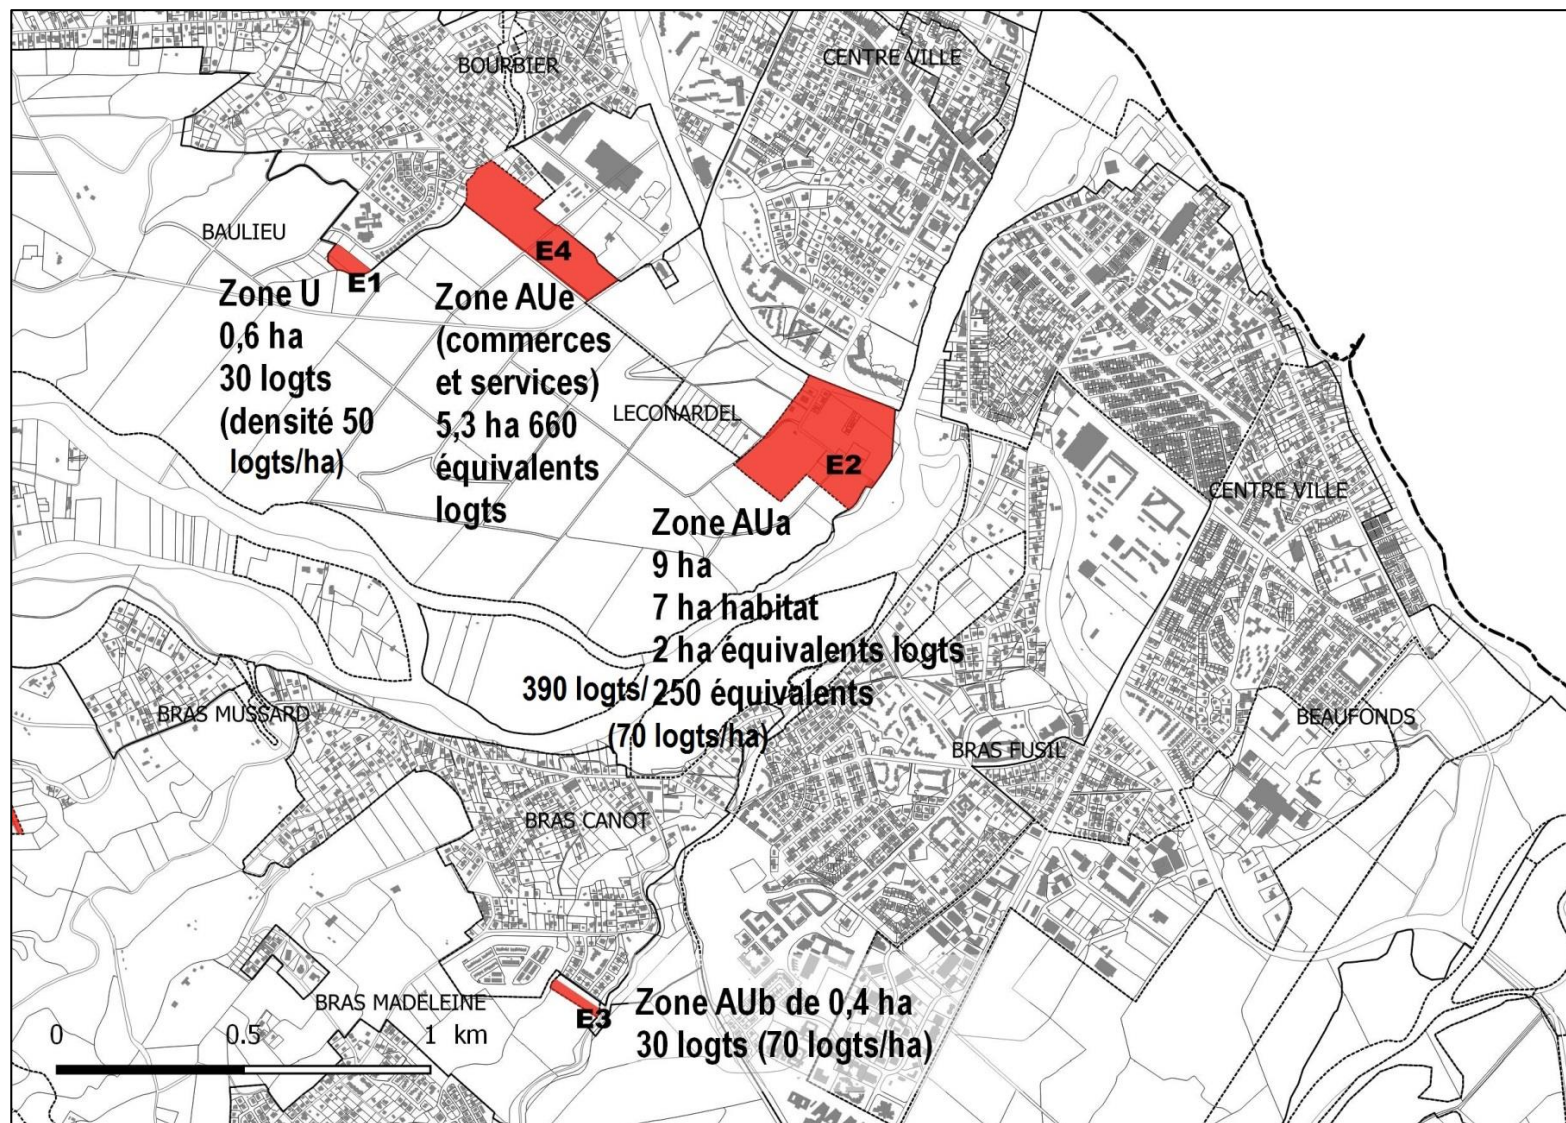 BOURBIER
CENTRE VILLE
BAULIEU
E4
E1
Zone U
0,6 ha
30 logts
(densité 50
logts/ha)
Zone AUe
(commerces
et services)
5,3 ha 660
équivalents
logts
LECONARDEL
E2
CENTRE VILLE
Zone AUa
9 ha
7 ha habitat
2 ha équivalents logts
390 logts/ 250 équivalents
(70 logts/ha)
BRAS MUSSARD
BEAUFONDS
BRAS FUSIL
BRAS CANOT
BRAS MADELEINE
E3
Zone AUb de 0,4 ha
30 logts (70 logts/ha)
0 0.5 1 km